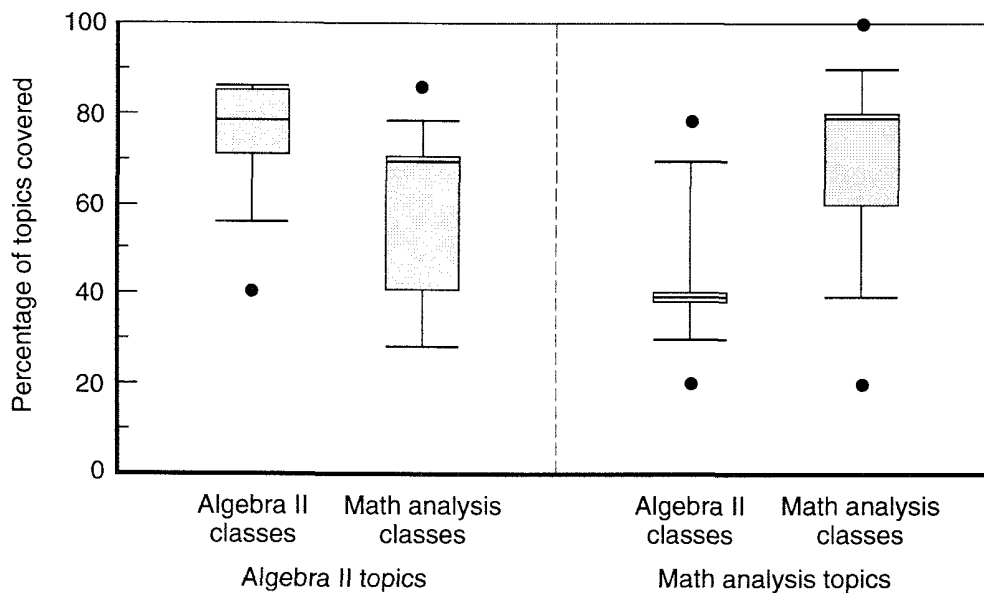 Percentage of topics covered
100
80
60
40
20
0
Algebra II
classes
Math analysis
classes
Algebra II
classes
Math analysis
classes
Algebra II topics
Math analysis topics